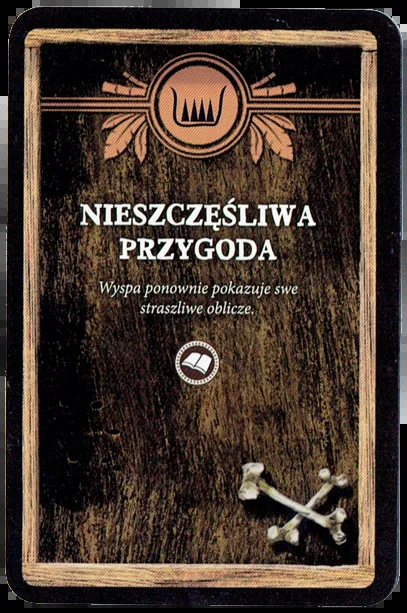 NIESZCZĘŚLIWA
PRZYGODA
Wyspa ponownie pokazuje swe
straszliwe oblicze.